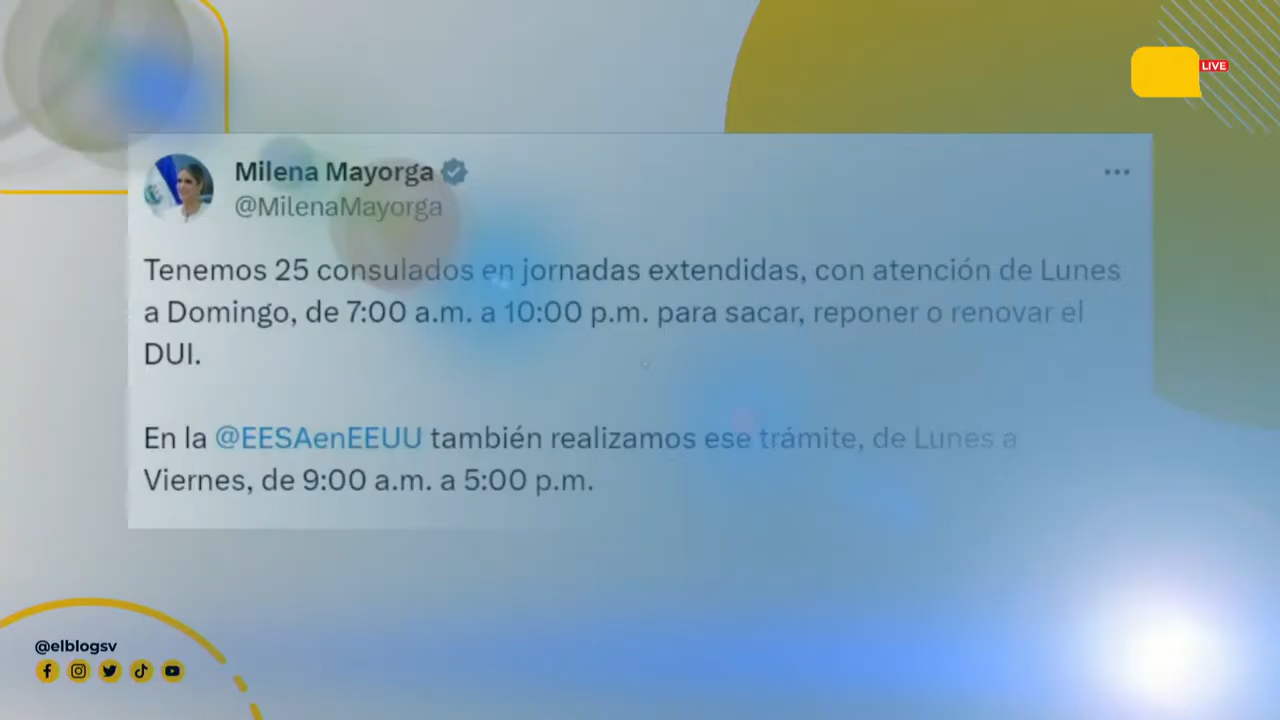 LIVE
Milena Mayorga
@MilenaMayorga
Tenemos 25 consulados en jornadas extendidas, con atención de Lunes
a Domingo, de 7:00 a.m. a 10:00 p.m. para sacar, reponer o renovar el
DUI.
En la @EESAenEEUU también realizamos ese trámite, de Lunes a
Viernes, de 9:00 a.m. a 5:00 p.m.
@elblogsv